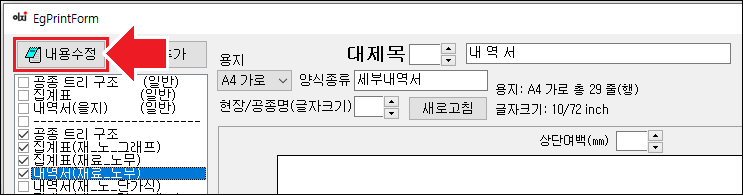 obi EgPrintForm
내용수정 추가
용지 대제목 내 역 서
A4 가로 양식종류 세부내역서 용지: A4 가로 총 29 줄(행)
현장/공종명(글자크기) 새로고침 글자크기: 10/72 inch
상단여백(mm)
공종 트리 구조 (일반)
집계표 (일반)
내역서(을지) (일반)
--------------------
공종 트리 구조
집계표(재_노_그래프)
집계표(재료_노무)
내역서(재료_노무)
내역서(재_노_단가식)